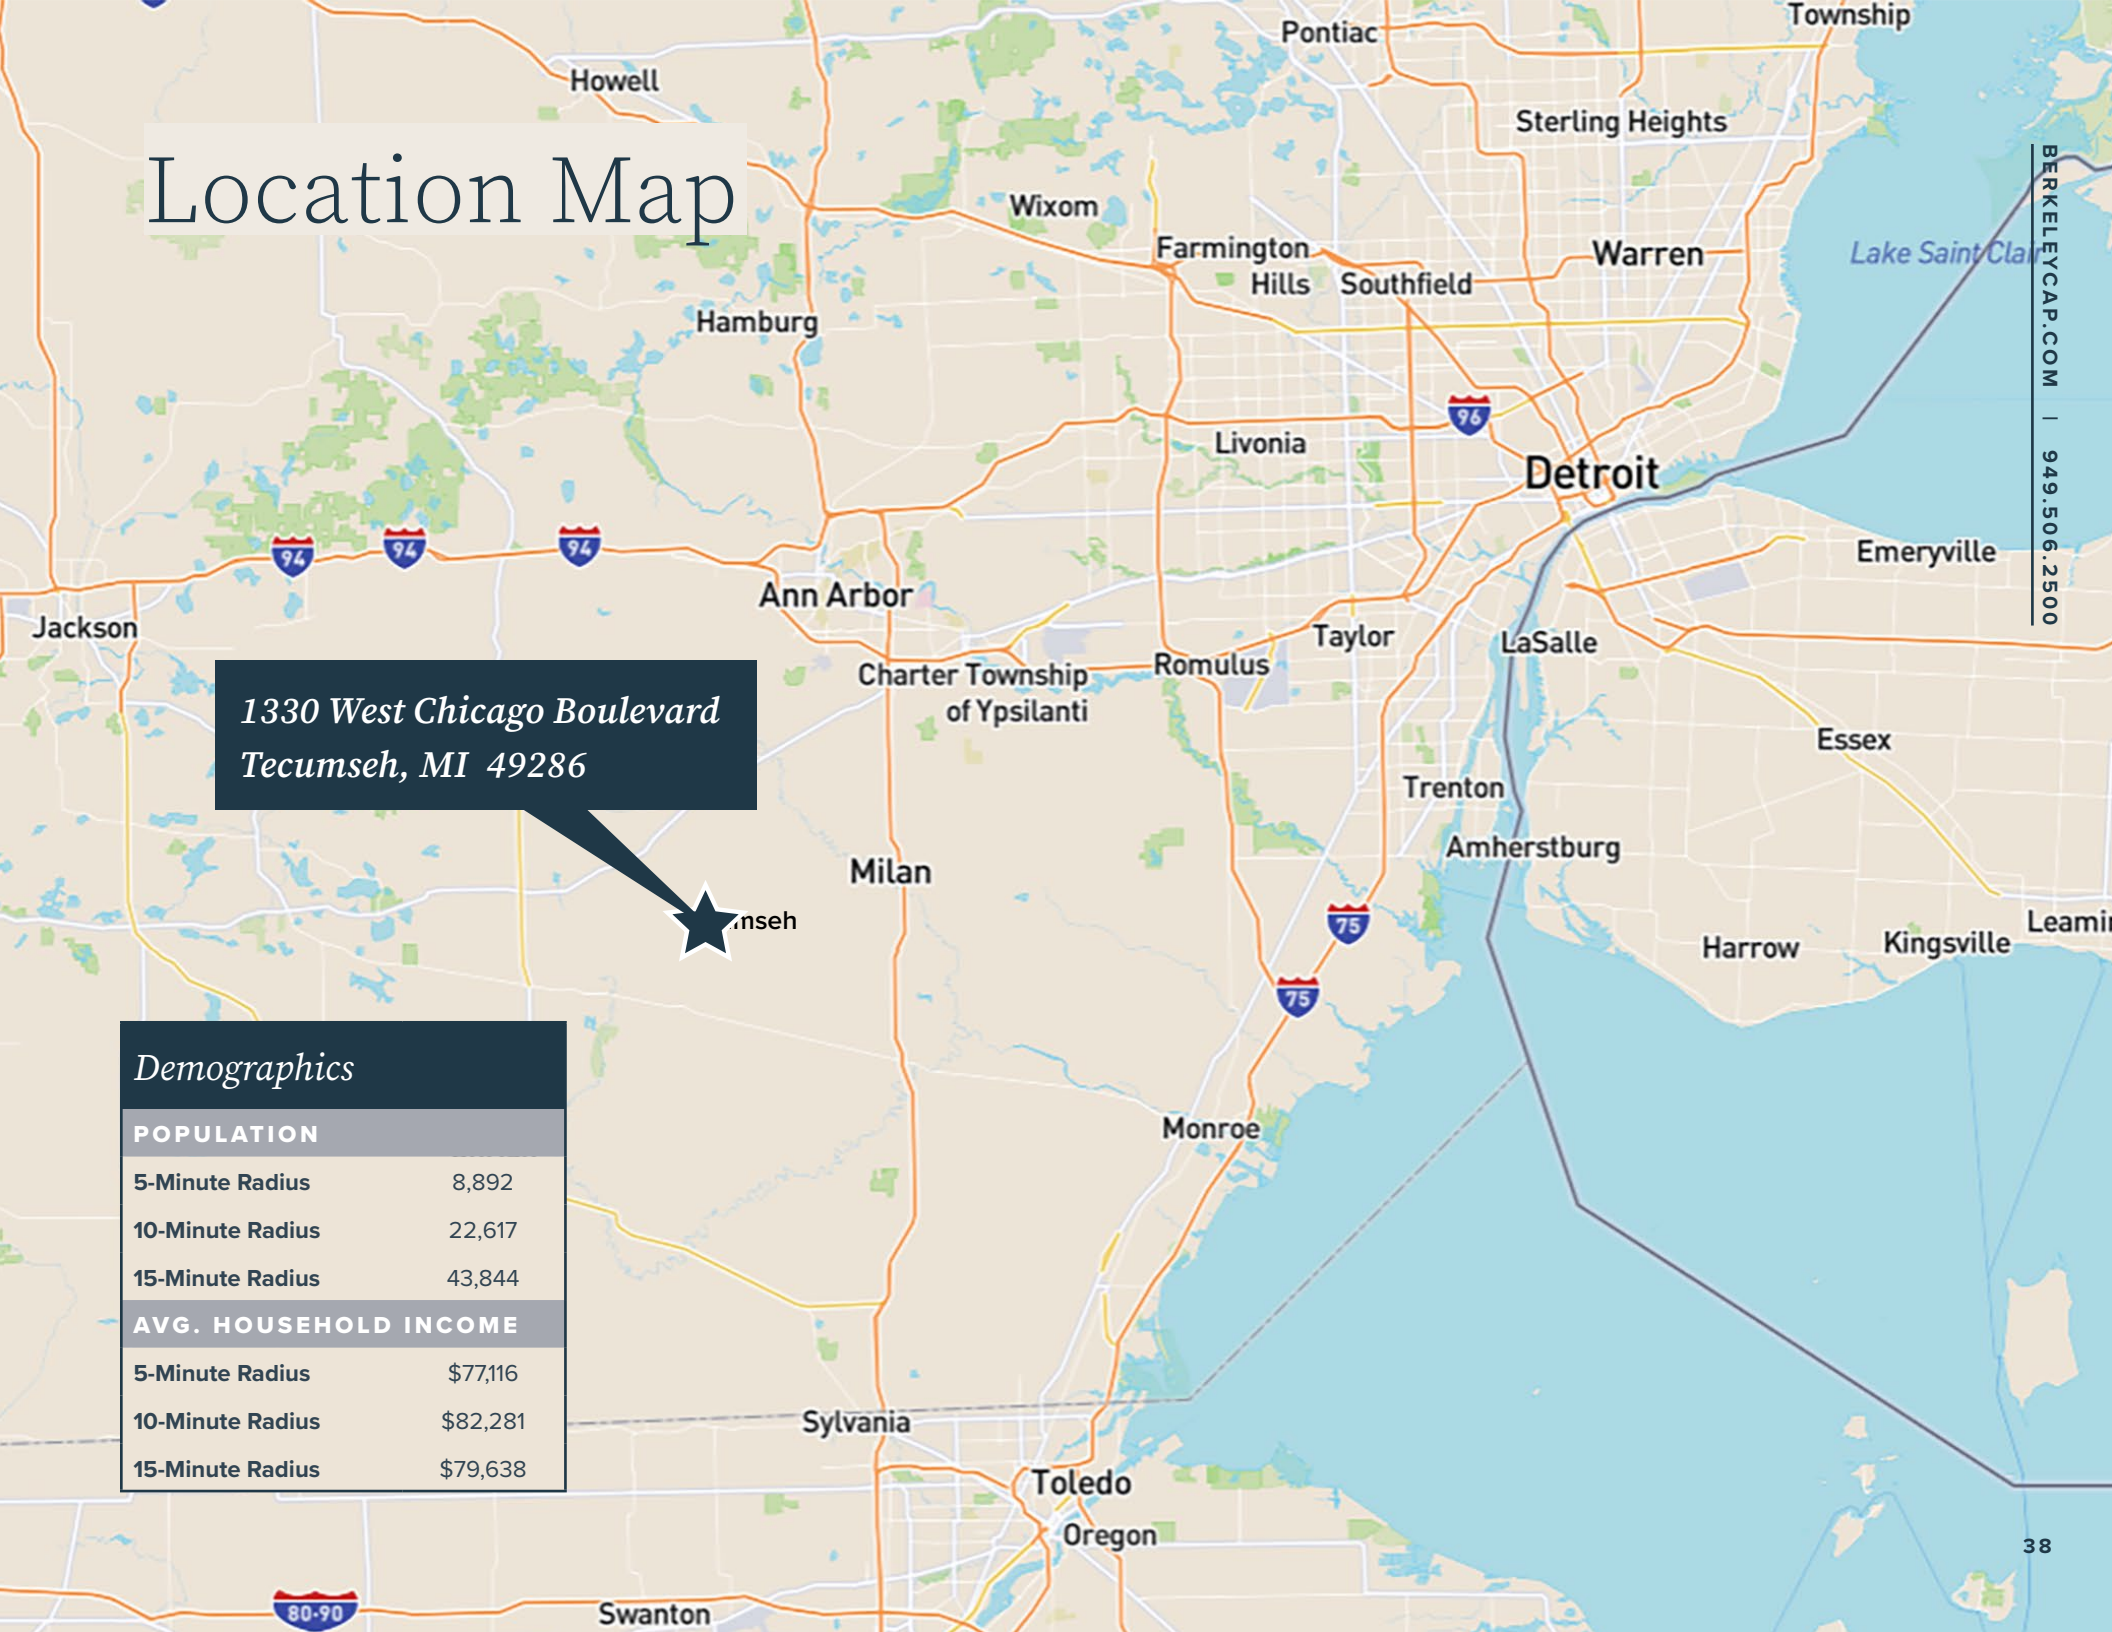 Township
Pontiac
Howell
Sterling Heights
Location Map
Wixom
Farmington
Hills
Southfield
Warren
Lake Saint Clair
Hamburg
96
Livonia
Detroit
94
94
94
Emeryville
Ann Arbor
Jackson
Taylor
LaSalle
Charter Township
of Ypsilanti
Romulus
1330 West Chicago Boulevard
Tecumseh, MI 49286
Essex
Trenton
Amherstburg
Milan
mseh
75
Harrow
Kingsville
Leamin
75
Demographics
POPULATION
5-Minute Radius 8,892
10-Minute Radius 22,617
15-Minute Radius 43,844
AVG. HOUSEHOLD INCOME
5-Minute Radius $77,116
10-Minute Radius $82,281
15-Minute Radius $79,638
Monroe
Sylvania
Toledo
Oregon
80-90
Swanton
BERKELEYCAP.COM | 949.506.2500
38